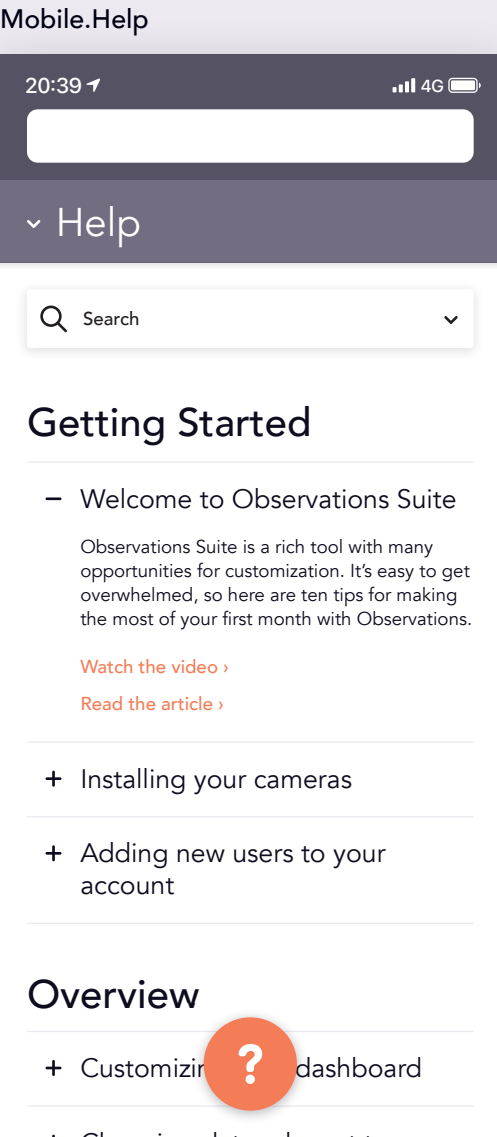 Mobile.Help
20:39
4G
Help
Search
Getting Started
− Welcome to Observations Suite
Observations Suite is a rich tool with many
opportunities for customization. It’s easy to get
overwhelmed, so here are ten tips for making
the most of your first month with Observations.
Watch the video ›
Read the article ›
+ Installing your cameras
+ Adding new users to your
account
Overview
+ dashboard
?